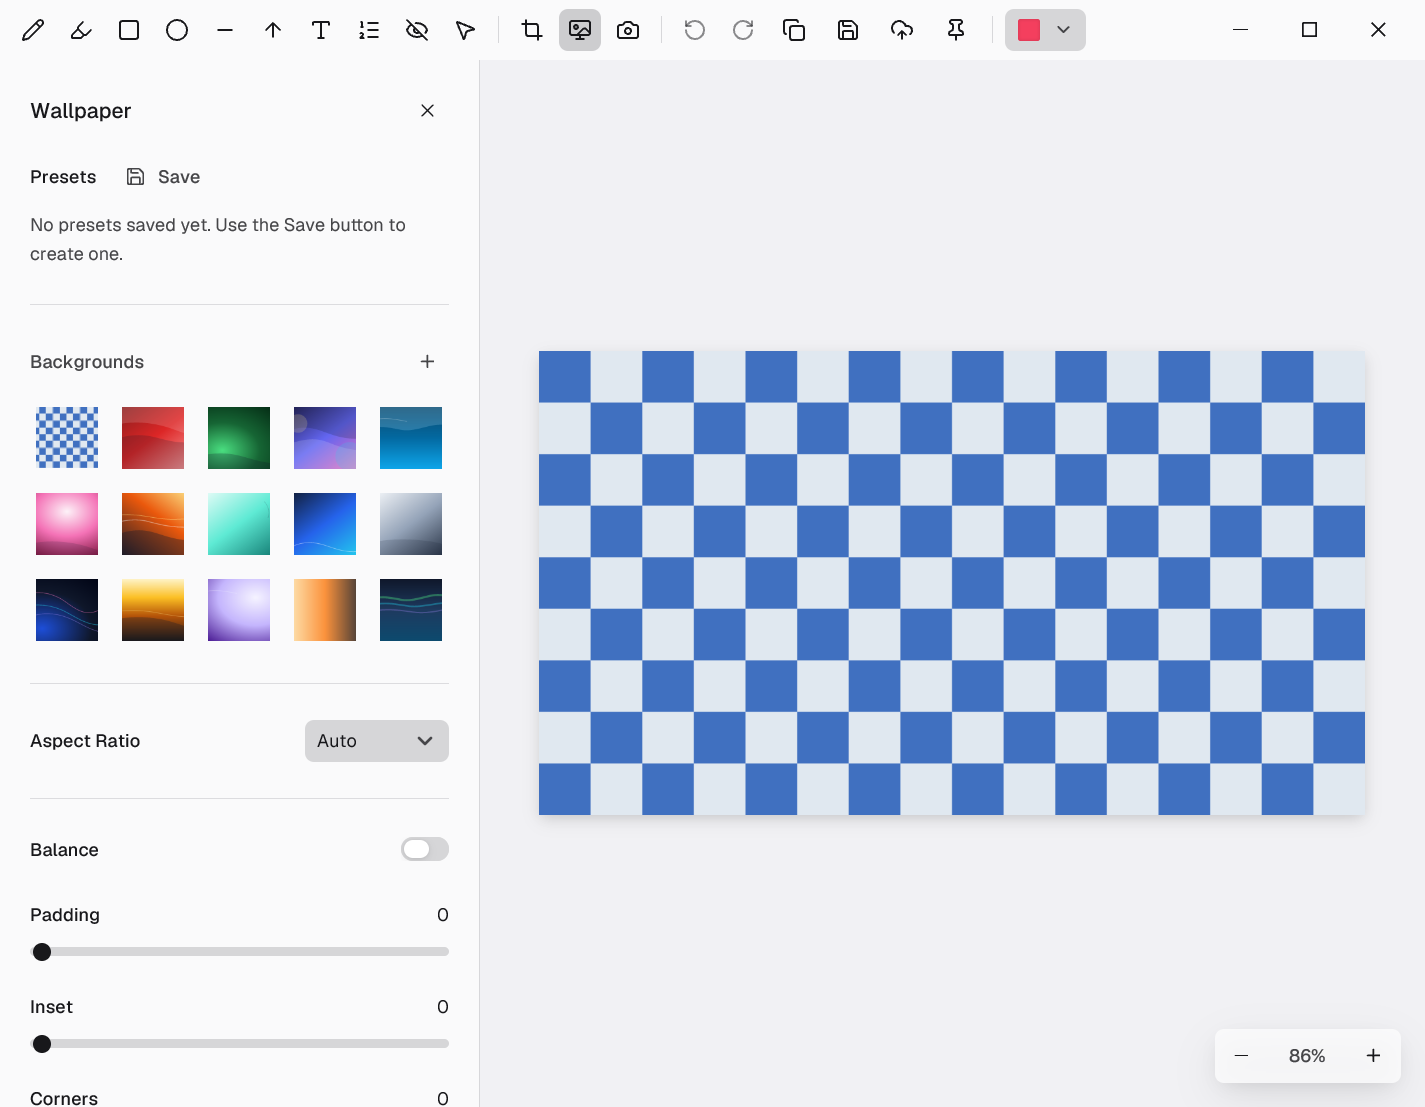 Wallpaper
Presets
Save
No presets saved yet. Use the Save button to
create one.
Backgrounds
Aspect Ratio
Auto
Balance
Padding
0
Inset
0
Corners
0
86%